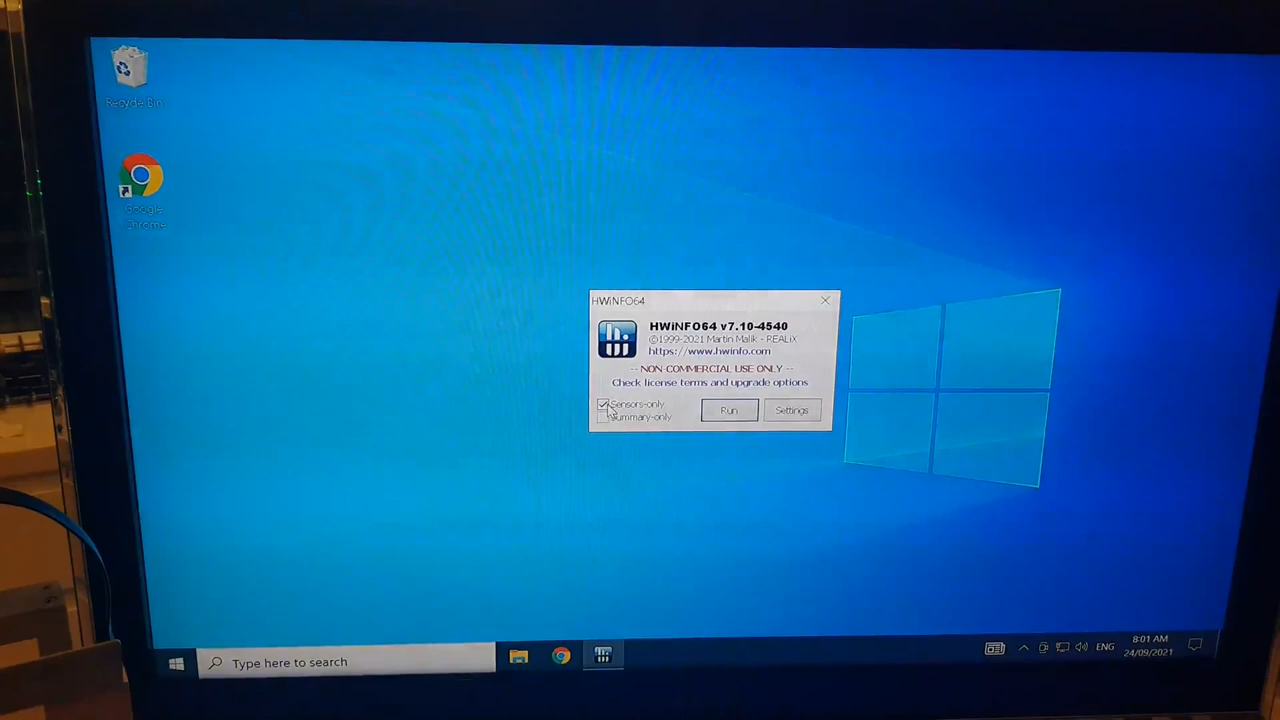 Recycle Bin
Google
Chrome
HWiNFO64
HWiNFO64 v7.10-4540
©1999-2021 Martin Malik - REALiX
https://www.hwinfo.com
-- NON-COMMERCIAL USE ONLY --
Check license terms and upgrade options
Sensors-only
Summary-only
Run
Settings
Type here to search
ENG
8:01 AM
24/09/2021